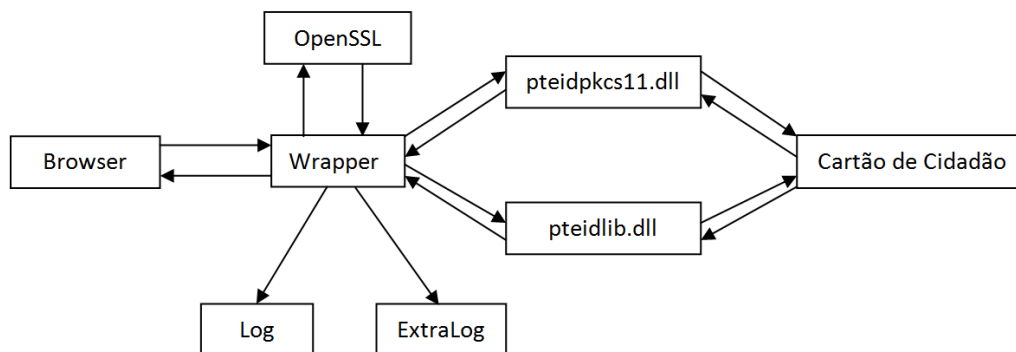 OpenSSL
pteidpkcs11.dll
Browser
Wrapper
Cartão de Cidadão
pteidlib.dll
Log
ExtraLog